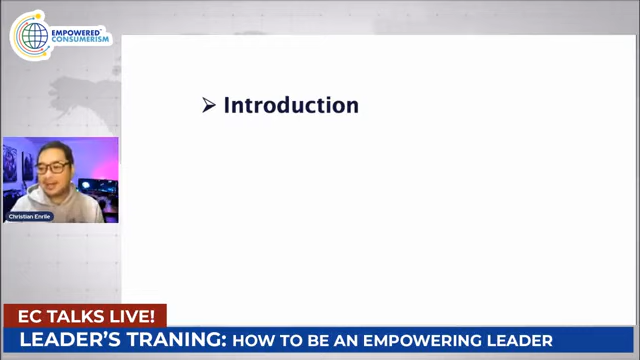 EMPOWERED
CONSUMERISM
➢ Introduction
Christian Enrile
EC TALKS LIVE!
LEADER'S TRANING: HOW TO BE AN EMPOWERING LEADER